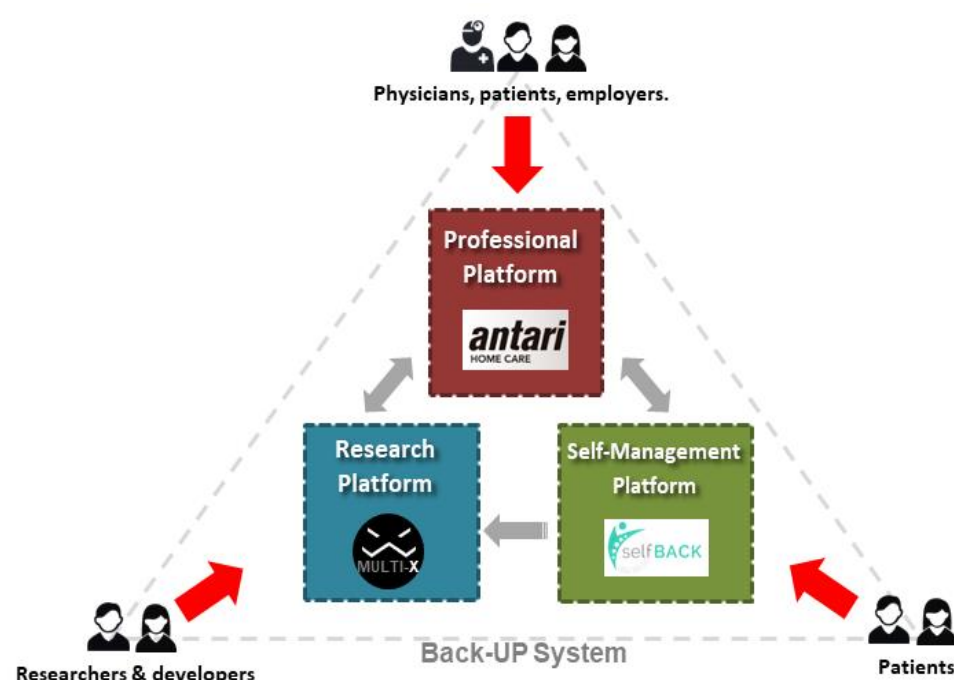 Physicians, patients, employers.
Professional
Platform
antari
HOME CARE
Research
Platform
MULTI-X
Self-Management
Platform
selfBACK
Back-UP System
Researchers & developers
Patients